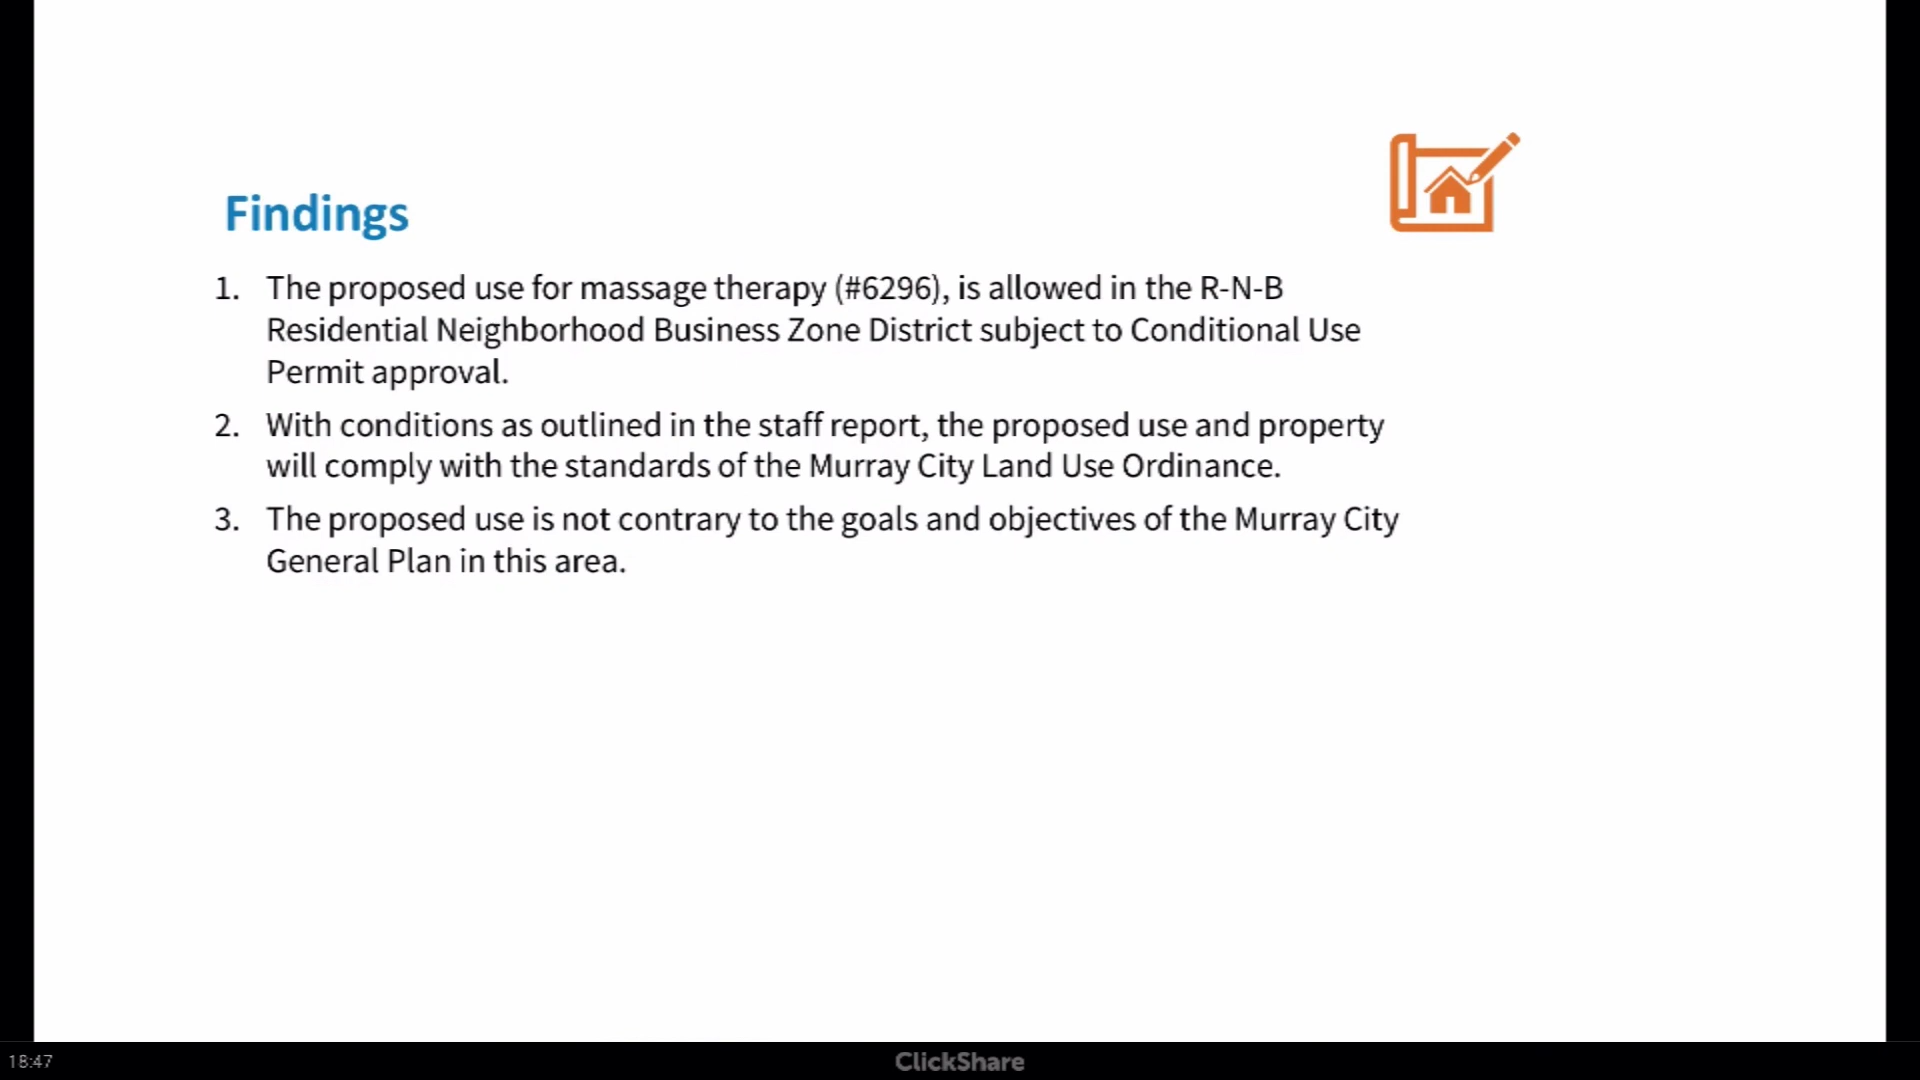 Findings
1. The proposed use for massage therapy (#6296), is allowed in the R-N-B
Residential Neighborhood Business Zone District subject to Conditional Use
Permit approval.
2. With conditions as outlined in the staff report, the proposed use and property
will comply with the standards of the Murray City Land Use Ordinance.
3. The proposed use is not contrary to the goals and objectives of the Murray City
General Plan in this area.
18:47
ClickShare